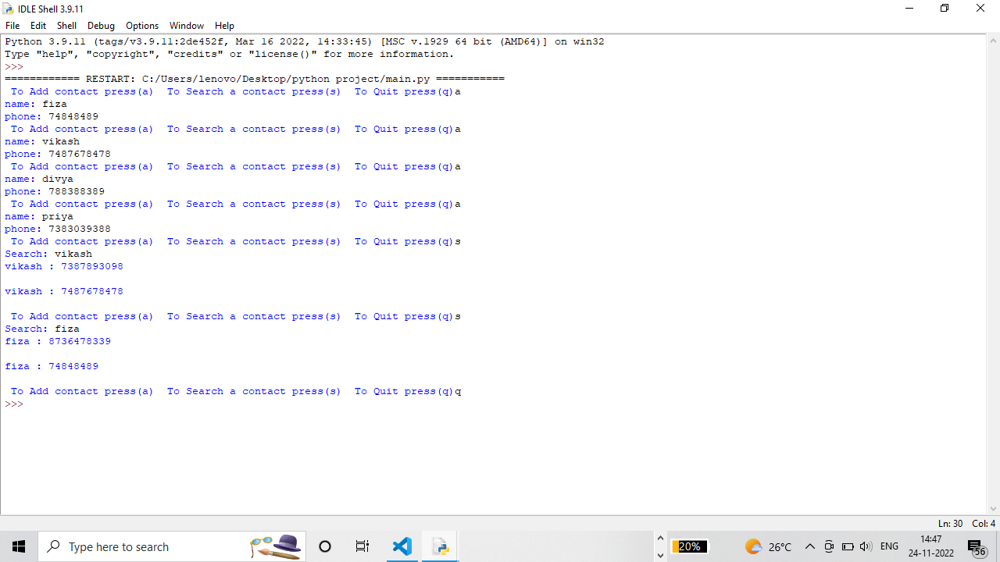 IDLE Shell 3.9.11
File Edit Shell Debug Options Window Help
Python 3.9.11 (tags/v3.9.11:2de452f, Mar 16 2022, 14:33:45) [MSC v.1929 64 bit (AMD64)] on win32
Type "help", "copyright", "credits" or "license()" for more information.
>>>
============ RESTART: C:/Users/lenovo/Desktop/python project/main.py ===========
 To Add contact press(a)  To Search a contact press(s)  To Quit press(q)a
name: fiza
phone: 74848489
 To Add contact press(a)  To Search a contact press(s)  To Quit press(q)a
name: vikash
phone: 7487678478
 To Add contact press(a)  To Search a contact press(s)  To Quit press(q)a
name: divya
phone: 788388389
 To Add contact press(a)  To Search a contact press(s)  To Quit press(q)a
name: priya
phone: 7383039388
 To Add contact press(a)  To Search a contact press(s)  To Quit press(q)s
Search: vikash
vikash : 7387893098
vikash : 7487678478
 To Add contact press(a)  To Search a contact press(s)  To Quit press(q)s
Search: fiza
fiza : 8736478339
fiza : 74848489
 To Add contact press(a)  To Search a contact press(s)  To Quit press(q)q
>>>
Ln: 30 Col: 4
Type here to search
20%
26°C
ENG
14:47
24-11-2022
56